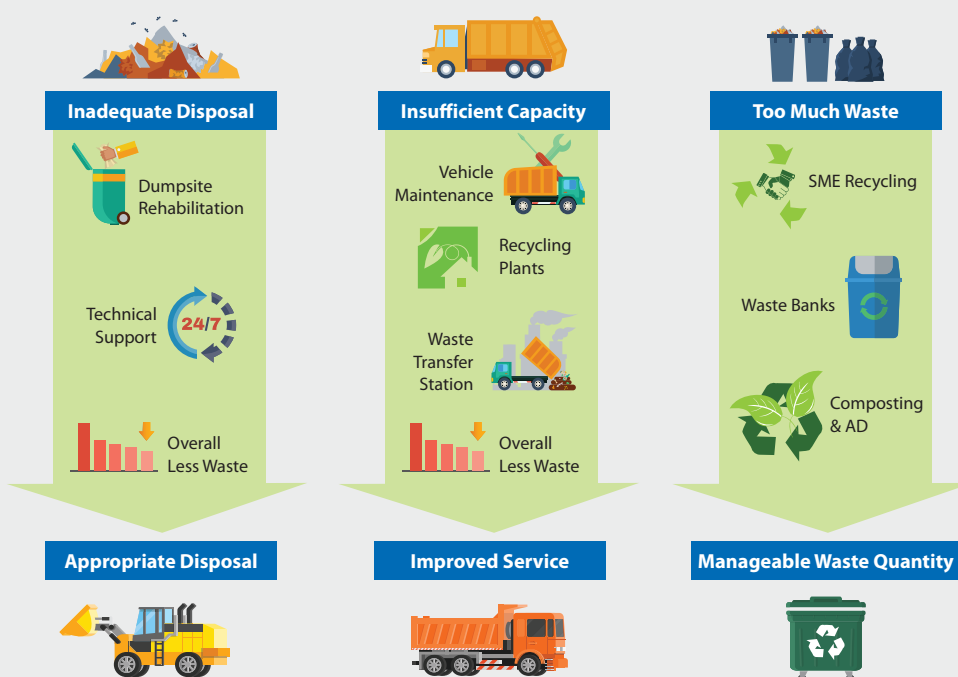 Inadequate Disposal
Dumpsite
Rehabilitation
Technical
Support
24/7
Overall
Less Waste
Appropriate Disposal
Insufficient Capacity
Vehicle
Maintenance
Recycling
Plants
Waste
Transfer
Station
Overall
Less Waste
Improved Service
Too Much Waste
SME Recycling
Waste Banks
Composting
& AD
Manageable Waste Quantity